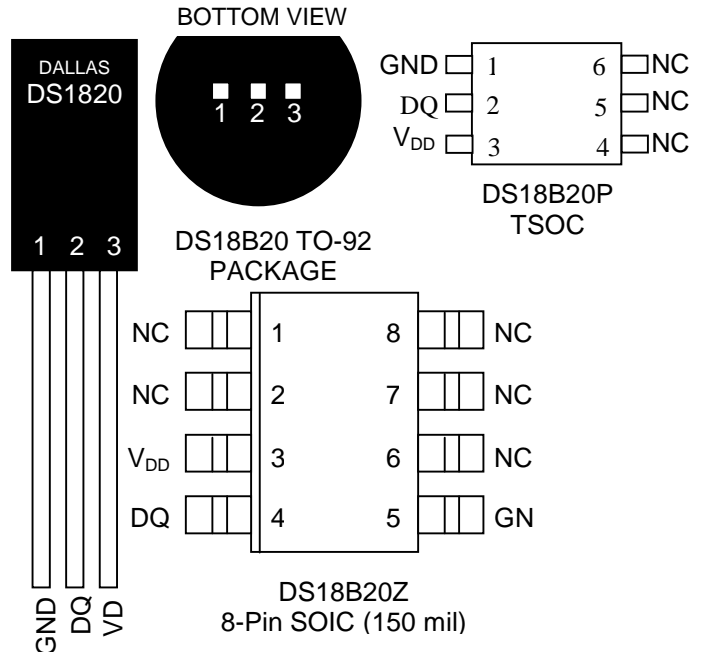 BOTTOM VIEW
DALLAS
DS1820
1 2 3
GND DQ VD
1 2 3
DS18B20 TO-92
PACKAGE
GND 1 6 NC
DQ 2 5 NC
VDD 3 4 NC
DS18B20P
TSOC
NC 1 8 NC
NC 2 7 NC
VDD 3 6 NC
DQ 4 5 GN
DS18B20Z
8-Pin SOIC (150 mil)